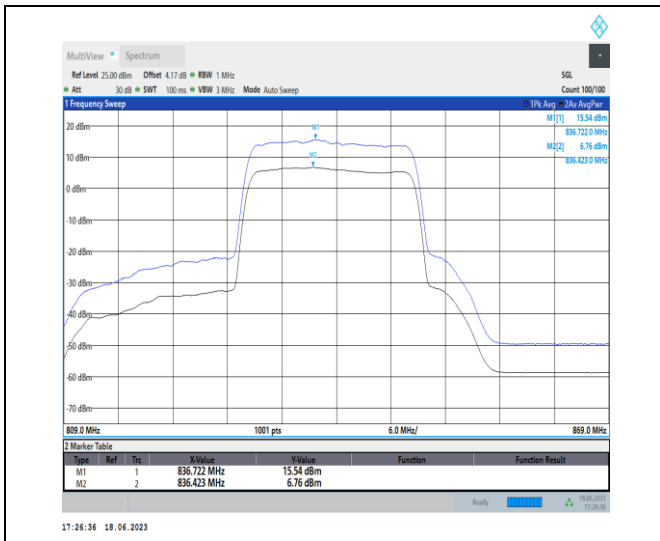 MultiView Spectrum
Ref Level 25.00 dBm Offset 4.17 dB RBW 1 MHz SGL
Att 30 dB SWT 100 ms VBW 3 MHz Mode Auto Sweep Count 100/100
1 Frequency Sweep 1Pk Avg 2Av AvgPwr
M1[1] 15.54 dBm
836.722 0 MHz
M2[2] 6.76 dBm
836.423 0 MHz
20 dBm
M1
10 dBm
M2
0 dBm
-10 dBm
-20 dBm
-30 dBm
-40 dBm
-50 dBm
-60 dBm
-70 dBm
809.0 MHz 1001 pts 6.0 MHz/ 869.0 MHz
2 Marker Table
Type Ref Trc X-Value Y-Value Function Function Result
M1 1 836.722 MHz 15.54 dBm
M2 2 836.423 MHz 6.76 dBm
Ready 18.06.2023
17:26:36
17:26:36 18.06.2023